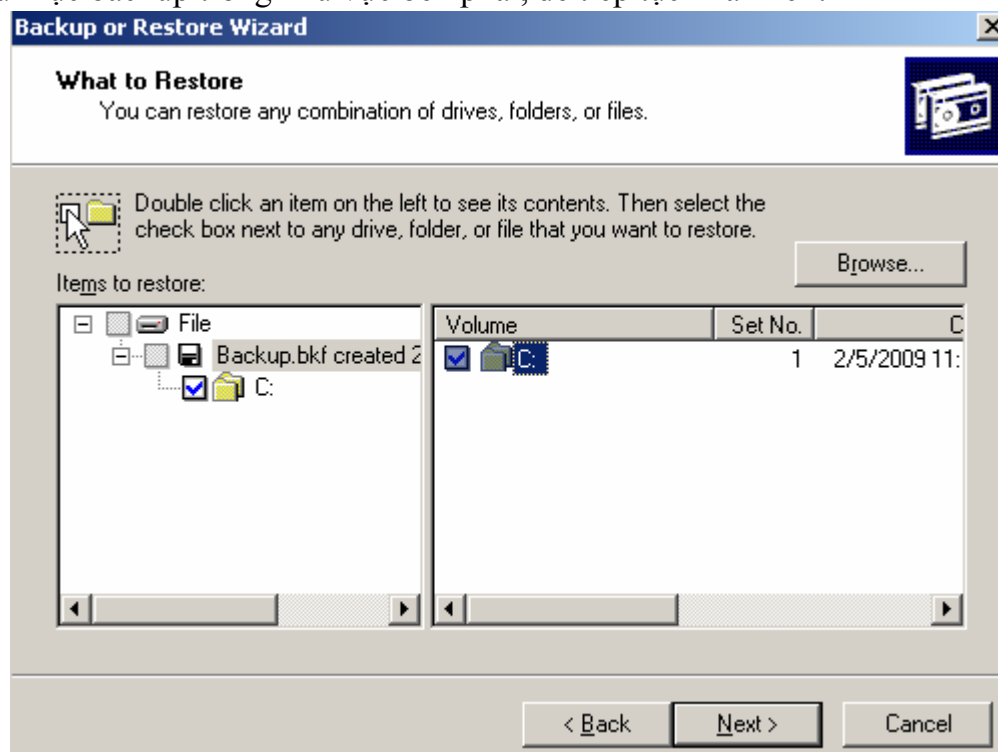 Backup or Restore Wizard
What to Restore
You can restore any combination of drives, folders, or files.
Double click an item on the left to see its contents. Then select the
check box next to any drive, folder, or file that you want to restore.
Browse...
Items to restore:
File
Backup.bkf created 2
C:
Volume Set No. C
C: 1 2/5/2009 11:
< Back Next > Cancel